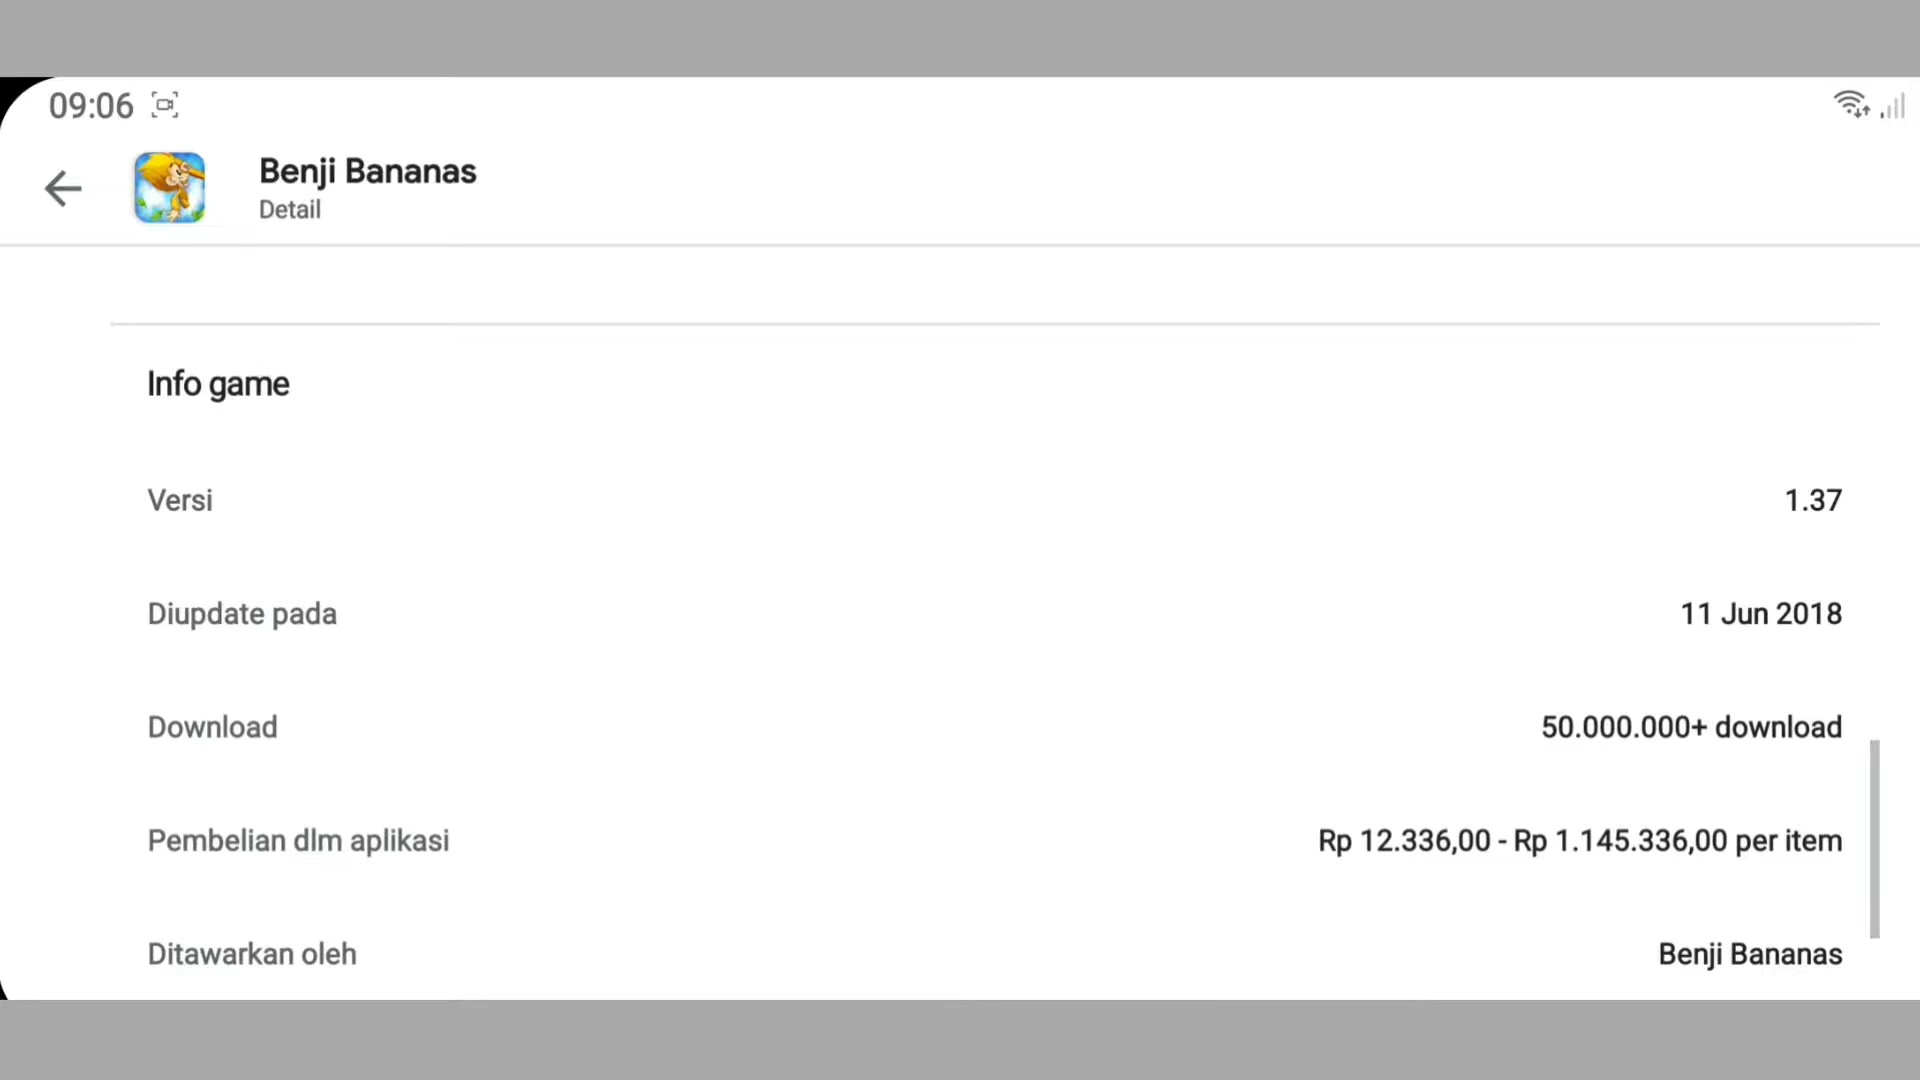 09:06
Benji Bananas
Detail
Info game
Versi 1.37
Diupdate pada 11 Jun 2018
Download 50.000.000+ download
Pembelian dlm aplikasi Rp 12.336,00 - Rp 1.145.336,00 per item
Ditawarkan oleh Benji Bananas